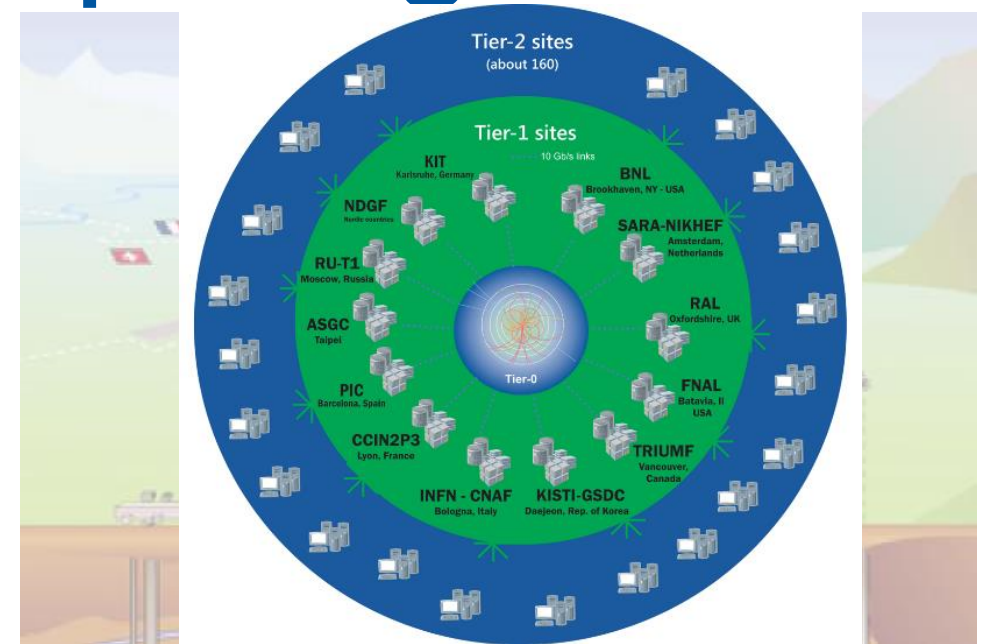 Tier-2 sites
(about 160)
Tier-1 sites
10 Gb/s links
KIT
Karlsruhe, Germany
BNL
Brookhaven, NY - USA
NDGF
Nordic countries
SARA-NIKHEF
Amsterdam,
Netherlands
RU-T1
Moscow, Russia
RAL
Oxfordshire, UK
ASGC
Taipei
Tier-0
PIC
Barcelona, Spain
FNAL
Batavia, Il
USA
CCIN2P3
Lyon, France
TRIUMF
Vancouver,
Canada
INFN - CNAF
Bologna, Italy
KISTI-GSDC
Daejeon, Rep. of Korea